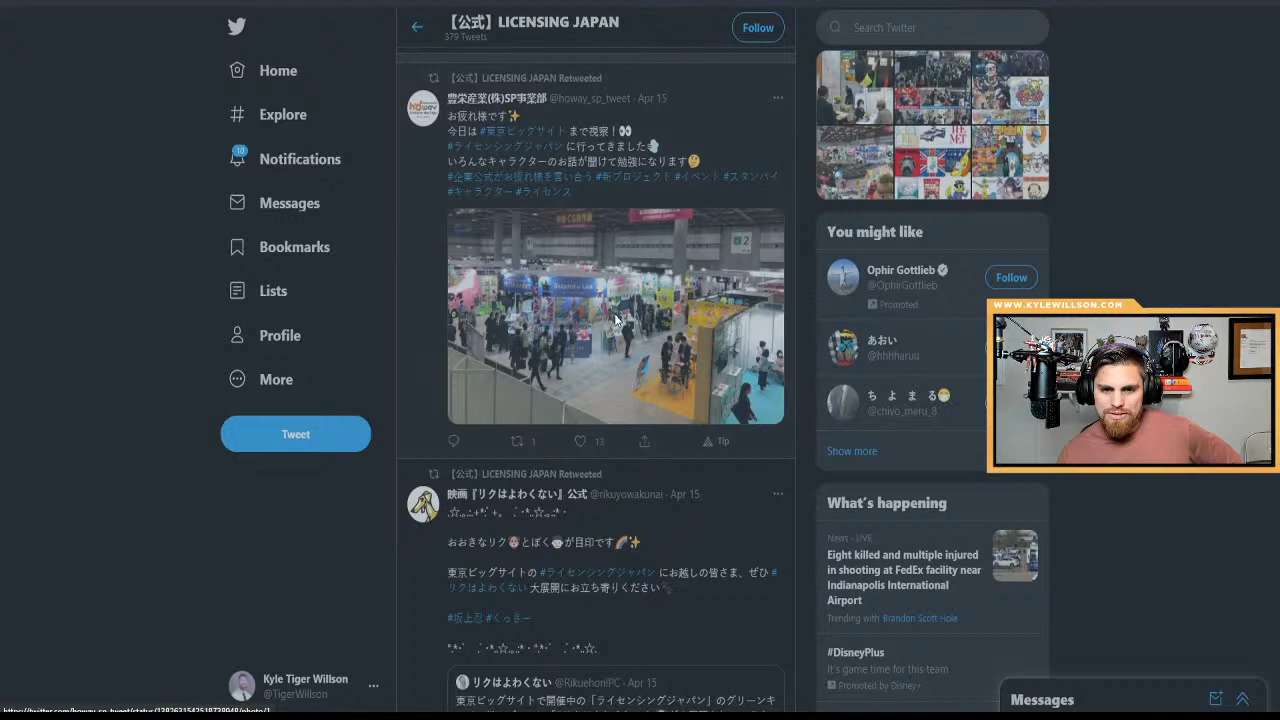 Home
Explore
10
Notifications
Messages
Bookmarks
Lists
Profile
More
Tweet
Kyle Tiger Willson
@TigerWillson
【公式】LICENSING JAPAN
379 Tweets
Follow
【公式】LICENSING JAPAN Retweeted
豊栄産業(株)SP事業部 @howay_sp_tweet · Apr 15
お疲れ様です✨
今日は #東京ビッグサイト まで視察！👀
#ライセンシングジャパン に行ってきました💨
いろんなキャラクターのお話が聞けて勉強になります🤔
#企業公式がお疲れ様を言い合う #新プロジェクト #イベント #スタンバイ
#キャラクター #ライセンス
2
1
13
Tip
【公式】LICENSING JAPAN Retweeted
映画『リクはよわくない』公式 @rikuyowakunai · Apr 15
おおきなリク🐶とぼく👦が目印です🌈✨
東京ビッグサイトの #ライセンシングジャパン にお越しの皆さま、ぜひ #
リクはよわくない 大展開にお立ち寄りください
#坂上忍 #くっきー
リクはよわくない @RikuehoniPC · Apr 15
東京ビッグサイトで開催中の「ライセンシングジャパン」のグリーンキ
Search Twitter
You might like
Ophir Gottlieb
@OphirGottlieb
Promoted
Follow
あおい
@hhhharuu
ち よ ま る
@chiyo_maru_8
Show more
WWW.KYLEWILLSON.COM
What's happening
News · LIVE
Eight killed and multiple injured
in shooting at FedEx facility near
Indianapolis International
Airport
Trending with Brandon Scott Hole
#DisneyPlus
It's game time for this team
Promoted by Disney+
Messages